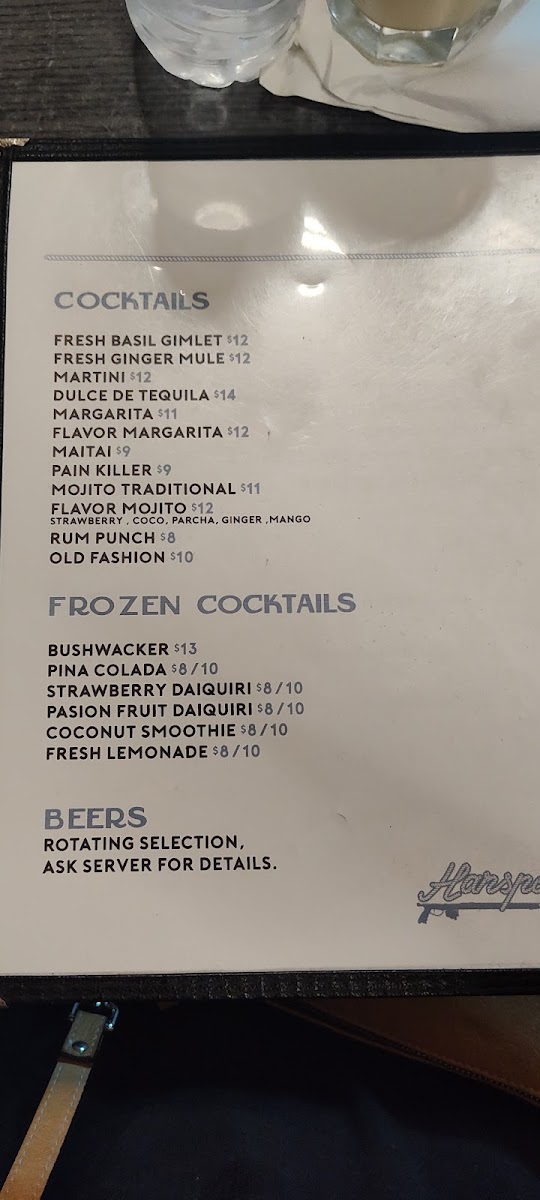 COCKTAILS
FRESH BASIL GIMLET $12
FRESH GINGER MULE $12
MARTINI $12
DULCE DE TEQUILA $14
MARGARITA $11
FLAVOR MARGARITA $12
MAITAI $9
PAIN KILLER $9
MOJITO TRADITIONAL $11
FLAVOR MOJITO $12
STRAWBERRY , COCO, PARCHA, GINGER ,MANGO
RUM PUNCH $8
OLD FASHION $10
FROZEN COCKTAILS
BUSHWACKER $13
PINA COLADA $8/10
STRAWBERRY DAIQUIRI $8/10
PASION FRUIT DAIQUIRI $8/10
COCONUT SMOOTHIE $8/10
FRESH LEMONADE $8/10
BEERS
ROTATING SELECTION,
ASK SERVER FOR DETAILS.